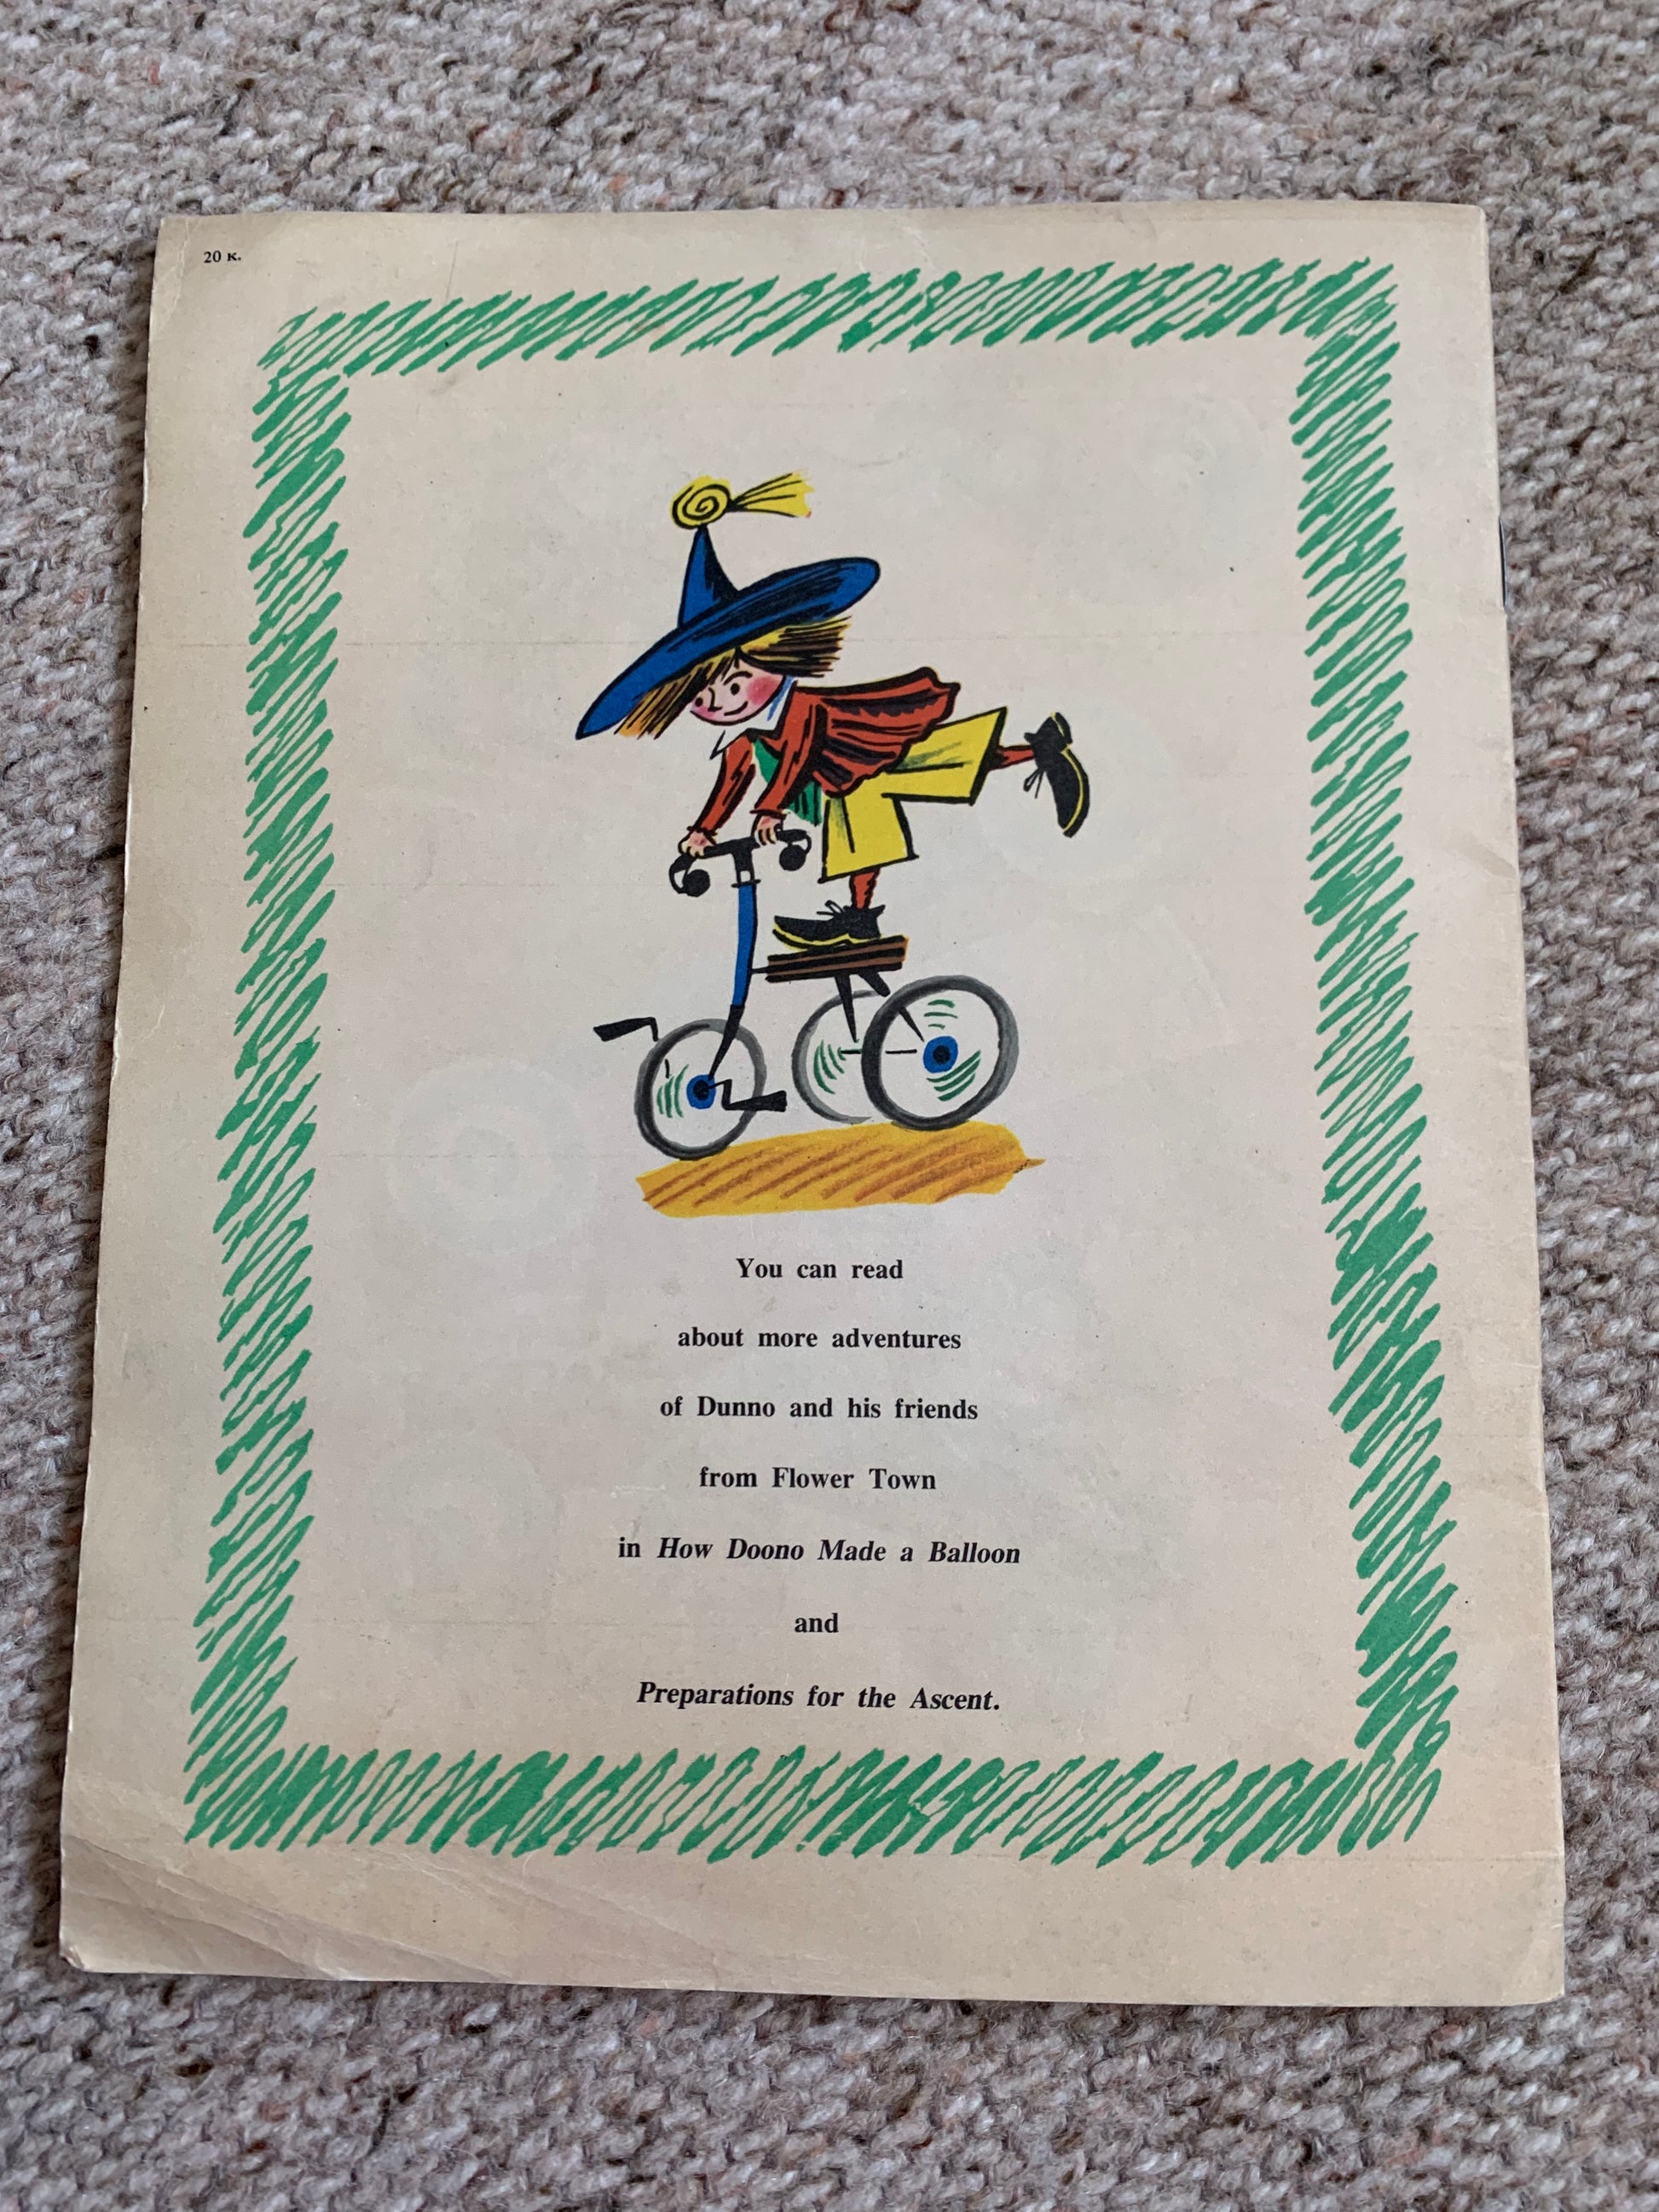 20 к.
You can read
about more adventures
of Dunno and his friends
from Flower Town
in How Doono Made a Balloon
and
Preparations for the Ascent.